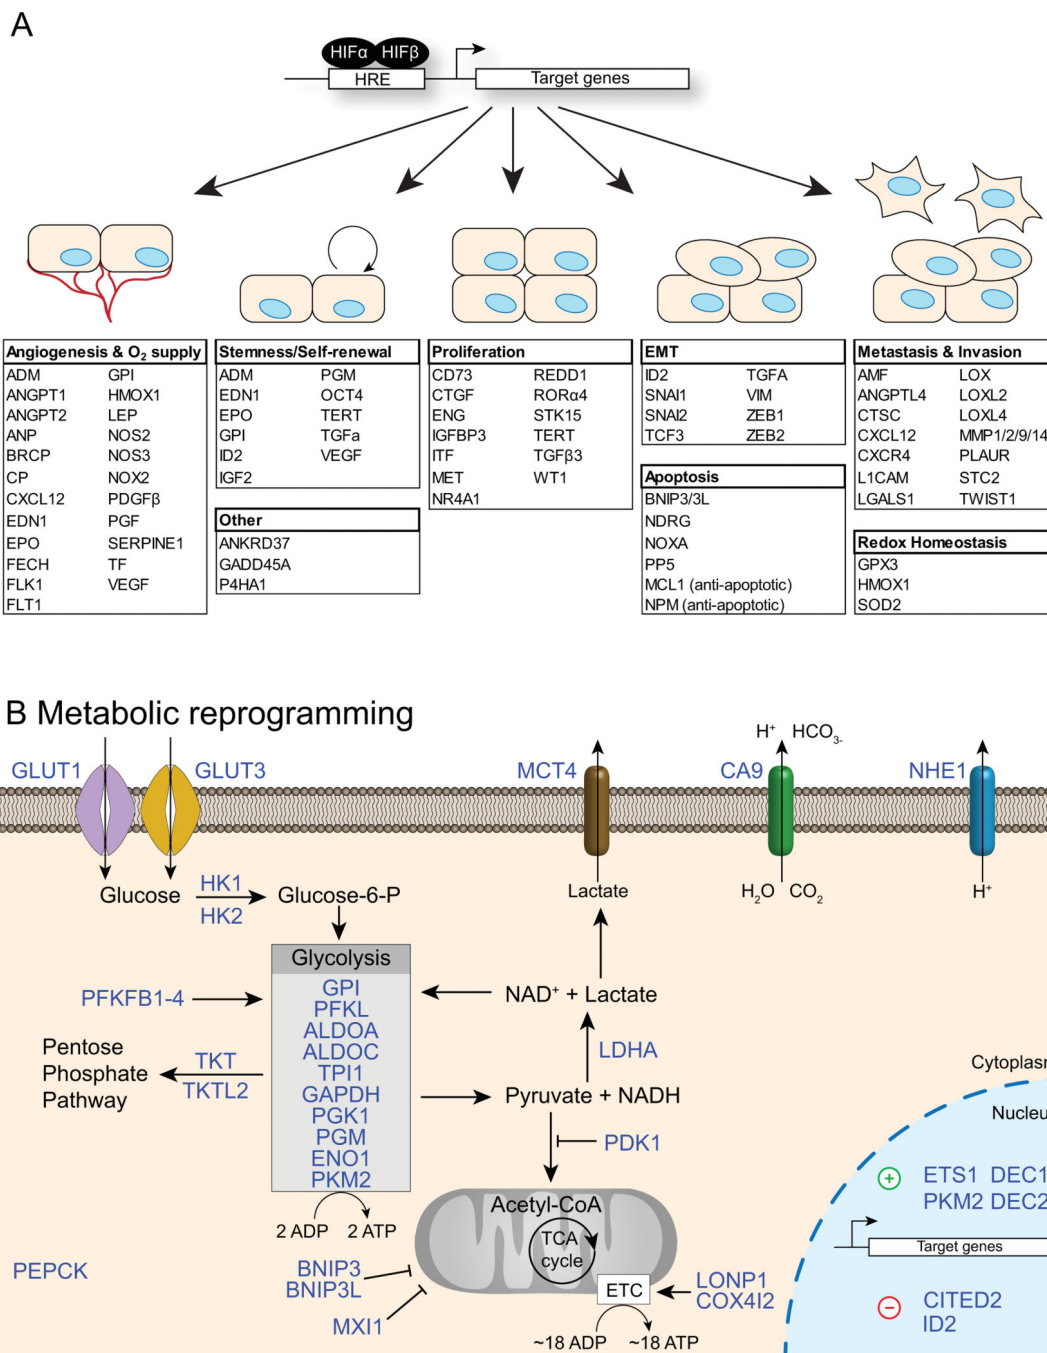 A
HIFα HIFβ
HRE
Target genes
Angiogenesis & O2 supply
ADM GPI
ANGPT1 HMOX1
ANGPT2 LEP
ANP NOS2
BRCP NOS3
CP NOX2
CXCL12 PDGFβ
EDN1 PGF
EPO SERPINE1
FECH TF
FLK1 VEGF
FLT1
Stemness/Self-renewal
ADM PGM
EDN1 OCT4
EPO TERT
GPI TGFa
ID2 VEGF
IGF2
Other
ANKRD37
GADD45A
P4HA1
Proliferation
CD73 REDD1
CTGF RORα4
ENG STK15
IGFBP3 TERT
ITF TGFβ3
MET WT1
NR4A1
EMT
ID2 TGFA
SNAI1 VIM
SNAI2 ZEB1
TCF3 ZEB2
Apoptosis
BNIP3/3L
NDRG
NOXA
PP5
MCL1 (anti-apoptotic)
NPM (anti-apoptotic)
Metastasis & Invasion
AMF LOX
ANGPTL4 LOXL2
CTSC LOXL4
CXCL12 MMP1/2/9/14
CXCR4 PLAUR
L1CAM STC2
LGALS1 TWIST1
Redox Homeostasis
GPX3
HMOX1
SOD2
B Metabolic reprogramming
H+ HCO3-
GLUT1 GLUT3 MCT4 CA9 NHE1
Glucose
HK1
HK2
Glucose-6-P
Lactate
H2O CO2
H+
Glycolysis
GPI
PFKL
ALDOA
ALDOC
TPI1
GAPDH
PGK1
PGM
ENO1
PKM2
PFKFB1-4
NAD+ + Lactate
LDHA
Pentose
Phosphate
Pathway
TKT
TKTL2
Pyruvate + NADH
PDK1
2 ADP 2 ATP
Acetyl-CoA
TCA
cycle
ETC
BNIP3
BNIP3L
MXI1
PEPCK
LONP1
COX4I2
~18 ADP ~18 ATP
Cytoplasm
Nucleu
+
ETS1 DEC1
PKM2 DEC2
Target genes
−
CITED2
ID2